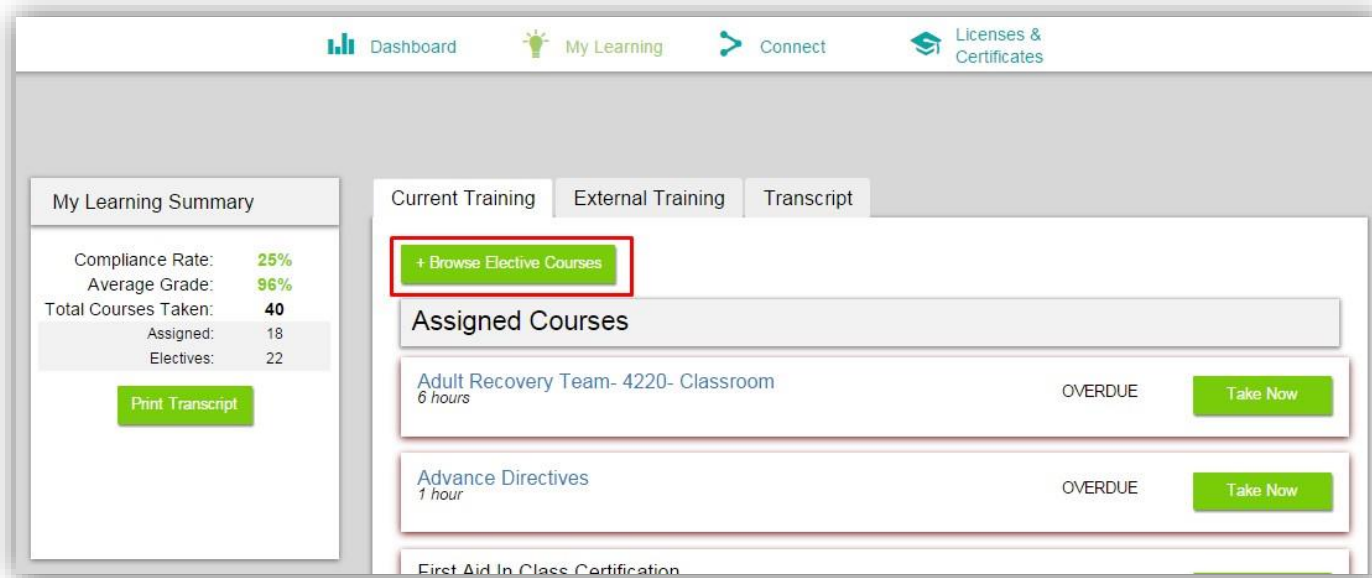 Dashboard
My Learning
Connect
Licenses &
Certificates
My Learning Summary
Compliance Rate: 25%
Average Grade: 96%
Total Courses Taken: 40
Assigned: 18
Electives: 22
Print Transcript
Current Training
External Training
Transcript
+ Browse Elective Courses
Assigned Courses
Adult Recovery Team- 4220- Classroom
6 hours
OVERDUE
Take Now
Advance Directives
1 hour
OVERDUE
Take Now
First Aid In Class Certification